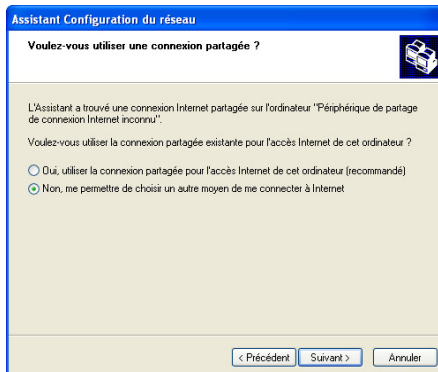 Assistant Configuration du réseau
Voulez-vous utiliser une connexion partagée ?
L'Assistant a trouvé une connexion Internet partagée sur l'ordinateur "Périphérique de partage
de connexion Internet inconnu".
Voulez-vous utiliser la connexion partagée existante pour l'accès Internet de cet ordinateur ?
Oui, utiliser la connexion partagée pour l'accès Internet de cet ordinateur (recommandé)
Non, me permettre de choisir un autre moyen de me connecter à Internet
< Précédent Suivant > Annuler